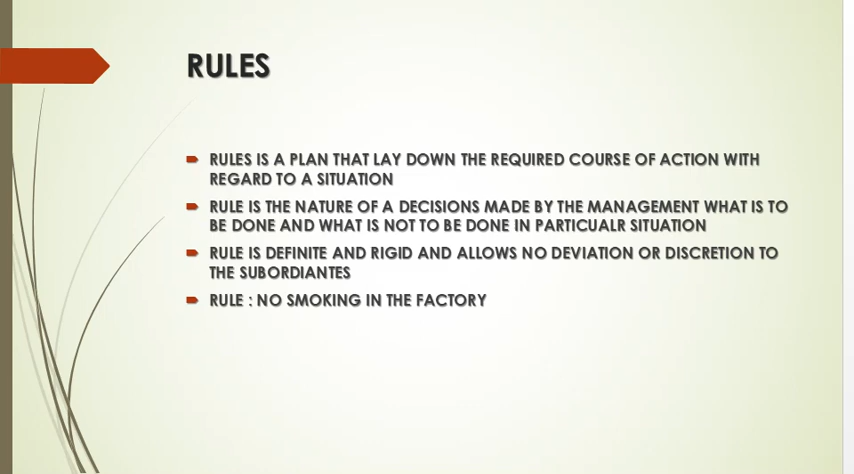 RULES
RULES IS A PLAN THAT LAY DOWN THE REQUIRED COURSE OF ACTION WITH
REGARD TO A SITUATION
RULE IS THE NATURE OF A DECISIONS MADE BY THE MANAGEMENT WHAT IS TO
BE DONE AND WHAT IS NOT TO BE DONE IN PARTICUALR SITUATION
RULE IS DEFINITE AND RIGID AND ALLOWS NO DEVIATION OR DISCRETION TO
THE SUBORDIANTES
RULE : NO SMOKING IN THE FACTORY